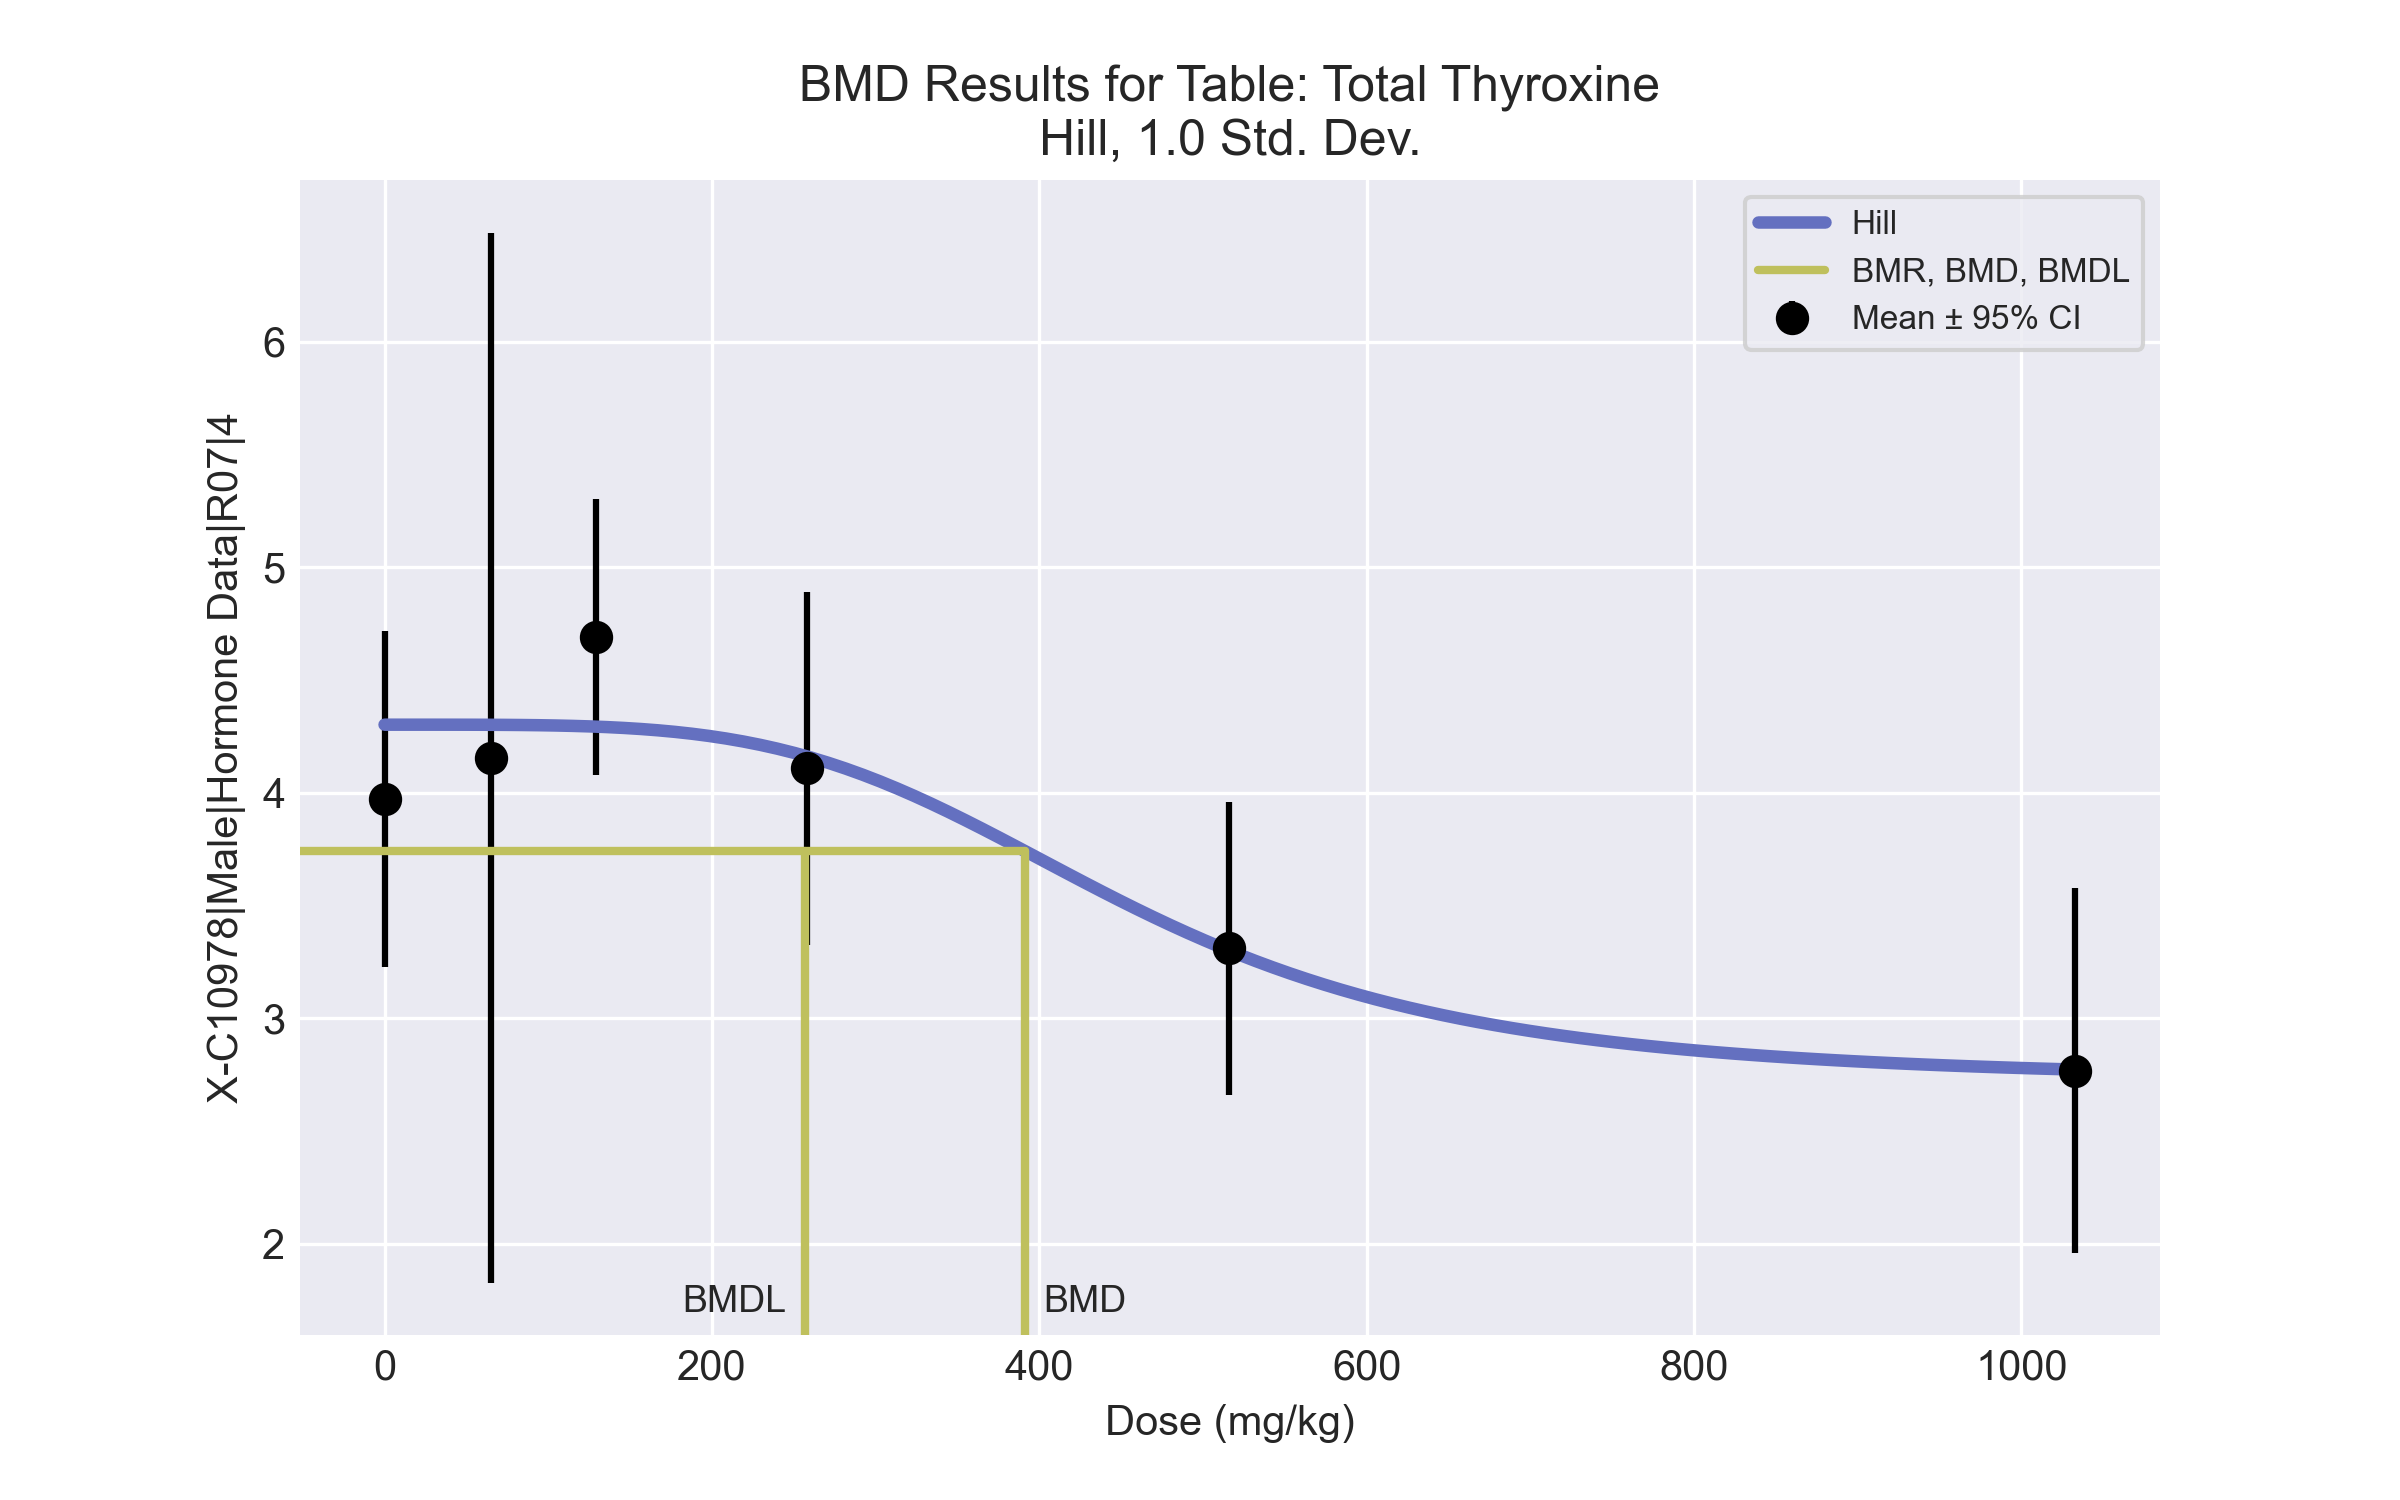 BMD Results for Table: Total Thyroxine
Hill, 1.0 Std. Dev.
Hill
BMR, BMD, BMDL
Mean ± 95% CI
X-C10978|Male|Hormone Data|R07|4
6
5
4
3
2
BMDL
BMD
0 200 400 600 800 1000
Dose (mg/kg)